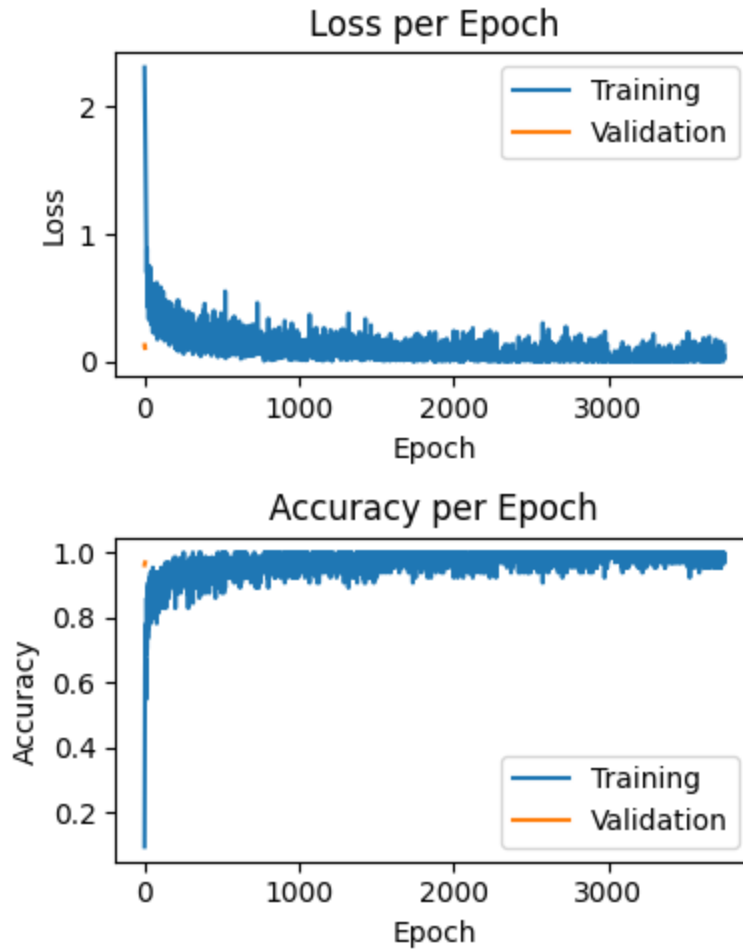 Loss per Epoch
Training
Validation
2
1
0
Loss
0 1000 2000 3000
Epoch
Accuracy per Epoch
1.0
0.8
0.6
0.4
0.2
Accuracy
Training
Validation
0 1000 2000 3000
Epoch